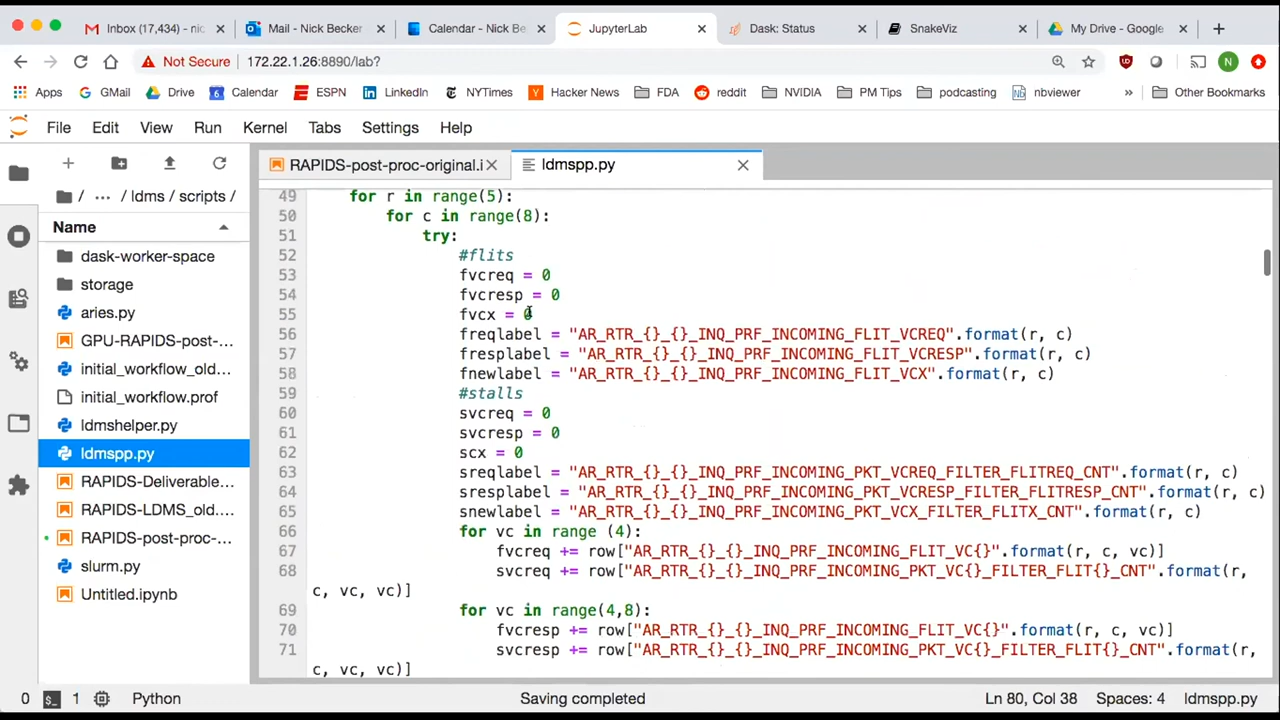 Inbox (17,434) - nic
Mail - Nick Becker
Calendar - Nick Be
JupyterLab
Dask: Status
SnakeViz
My Drive - Google
Not Secure 172.22.1.26:8890/lab?
N
Apps GMail Drive Calendar ESPN LinkedIn NYTimes Hacker News FDA reddit NVIDIA PM Tips podcasting nbviewer » Other Bookmarks
File Edit View Run Kernel Tabs Settings Help
RAPIDS-post-proc-original.i
ldmspp.py
/ ... / ldms / scripts /
Name
dask-worker-space
storage
aries.py
GPU-RAPIDS-post-...
initial_workflow_old...
initial_workflow.prof
ldmshelper.py
ldmspp.py
RAPIDS-Deliverable...
RAPIDS-LDMS_old....
RAPIDS-post-proc-...
slurm.py
Untitled.ipynb
49 for r in range(5):
50 for c in range(8):
51 try:
52 #flits
53 fvcreq = 0
54 fvcresp = 0
55 fvcx = 0
56 freqlabel = "AR_RTR_{}_{}_INQ_PRF_INCOMING_FLIT_VCREQ".format(r, c)
57 fresplabel = "AR_RTR_{}_{}_INQ_PRF_INCOMING_FLIT_VCRESP".format(r, c)
58 fnewlabel = "AR_RTR_{}_{}_INQ_PRF_INCOMING_FLIT_VCX".format(r, c)
59 #stalls
60 svcreq = 0
61 svcresp = 0
62 scx = 0
63 sreqlabel = "AR_RTR_{}_{}_INQ_PRF_INCOMING_PKT_VCREQ_FILTER_FLITREQ_CNT".format(r, c)
64 sresplabel = "AR_RTR_{}_{}_INQ_PRF_INCOMING_PKT_VCRESP_FILTER_FLITRESP_CNT".format(r, c)
65 snewlabel = "AR_RTR_{}_{}_INQ_PRF_INCOMING_PKT_VCX_FILTER_FLITX_CNT".format(r, c)
66 for vc in range (4):
67 fvcreq += row["AR_RTR_{}_{}_INQ_PRF_INCOMING_FLIT_VC{}".format(r, c, vc)]
68 svcreq += row["AR_RTR_{}_{}_INQ_PRF_INCOMING_PKT_VC{}_FILTER_FLIT{}_CNT".format(r,
c, vc, vc)]
69 for vc in range(4,8):
70 fvcresp += row["AR_RTR_{}_{}_INQ_PRF_INCOMING_FLIT_VC{}".format(r, c, vc)]
71 svcresp += row["AR_RTR_{}_{}_INQ_PRF_INCOMING_PKT_VC{}_FILTER_FLIT{}_CNT".format(r,
c, vc, vc)]
0 1 Python Saving completed Ln 80, Col 38 Spaces: 4 ldmspp.py